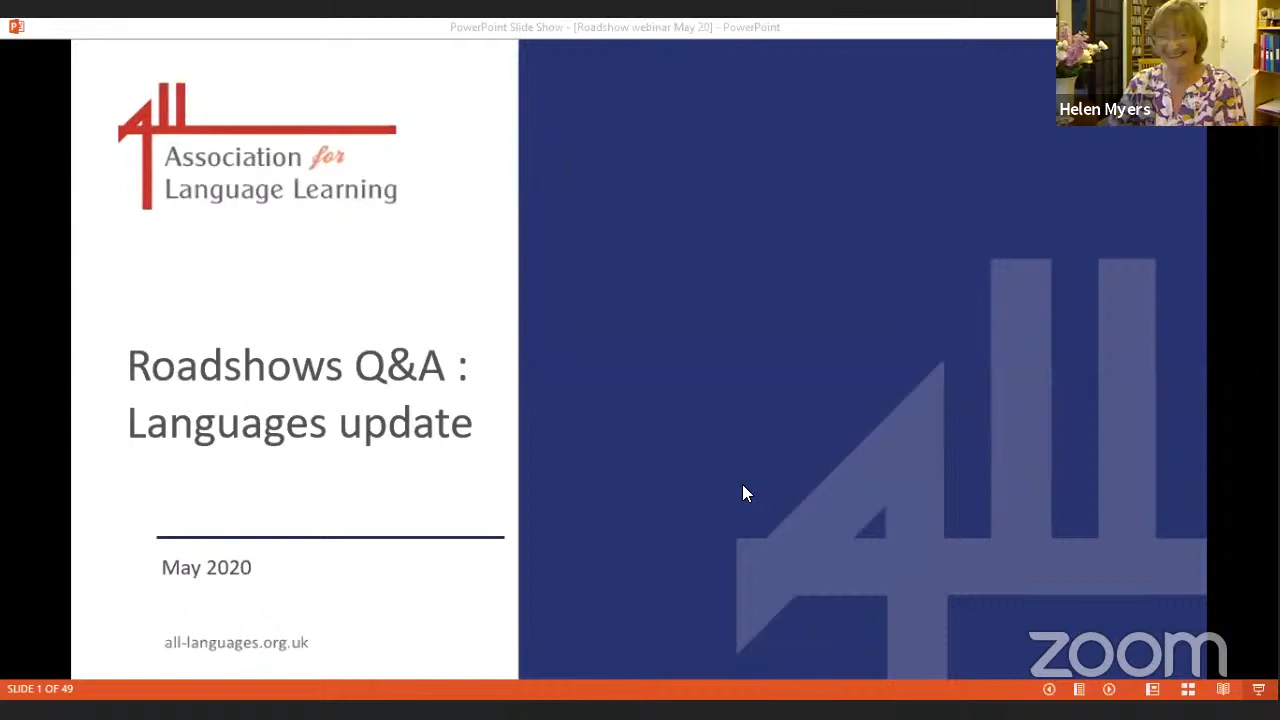 PowerPoint Slide Show - [Roadshow webinar May 20] - PowerPoint
Helen Myers
Association for
Language Learning
Roadshows Q&A :
Languages update
May 2020
all-languages.org.uk
zoom
SLIDE 1 OF 49